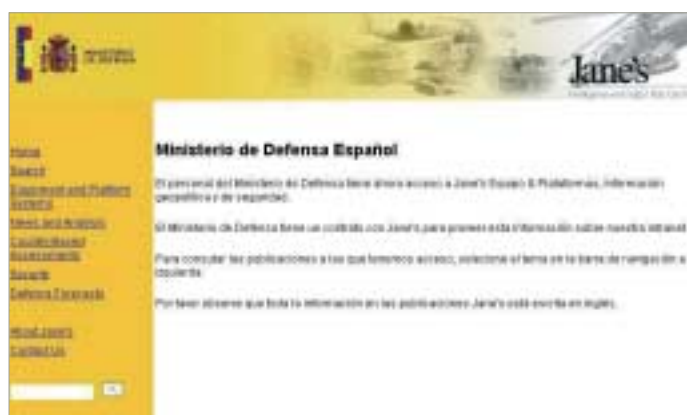 MINISTERIO
DE DEFENSA
Jane's
Home
Search
Equipment and Platform
Systems
News and Analysis
Country Based
Assessments
Security
Defence Forecasts
About Jane's
Contact Us
Ministerio de Defensa Español
El personal del Ministerio de Defensa tiene ahora acceso a Jane's Equipo & Plataformas, información
geopolítica y de seguridad.
El Ministerio de Defensa tiene un contrato con Jane's para proveer esta información sobre nuestra intranet
Para consultar las publicaciones a las que tenemos acceso, seleccione el tema en la barra de navegación a
izquierda.
Por favor observe que toda la información en las publicaciones Jane's está escrita en inglés.